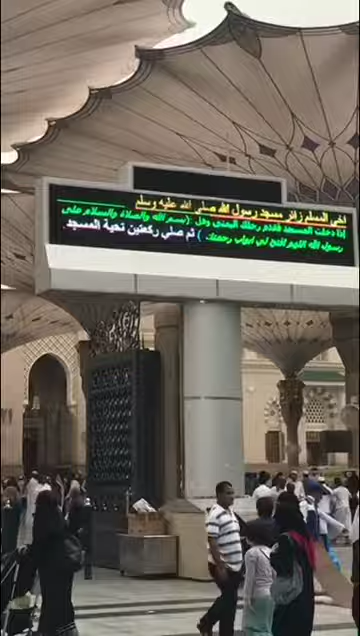 أخي المسلم زائر مسجد رسول الله صلى الله عليه وسلم
إذا دخلت المسجد فقدم رجلك اليمنى وقل :(بسم الله والصلاة والسلام على
رسول الله اللهم افتح لي أبواب رحمتك ) ثم صلي ركعتين تحية المسجد